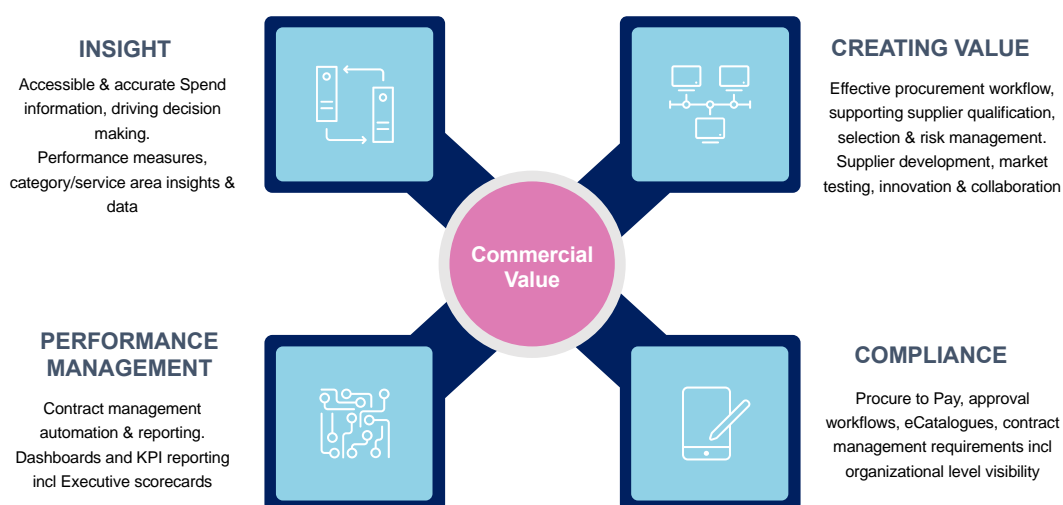 INSIGHT
Accessible & accurate Spend
information, driving decision
making.
Performance measures,
category/service area insights &
data
CREATING VALUE
Effective procurement workflow,
supporting supplier qualification,
selection & risk management.
Supplier development, market
testing, innovation & collaboration
Commercial
Value
PERFORMANCE
MANAGEMENT
Contract management
automation & reporting.
Dashboards and KPI reporting
incl Executive scorecards
COMPLIANCE
Procure to Pay, approval
workflows, eCatalogues, contract
management requirements incl
organizational level visibility